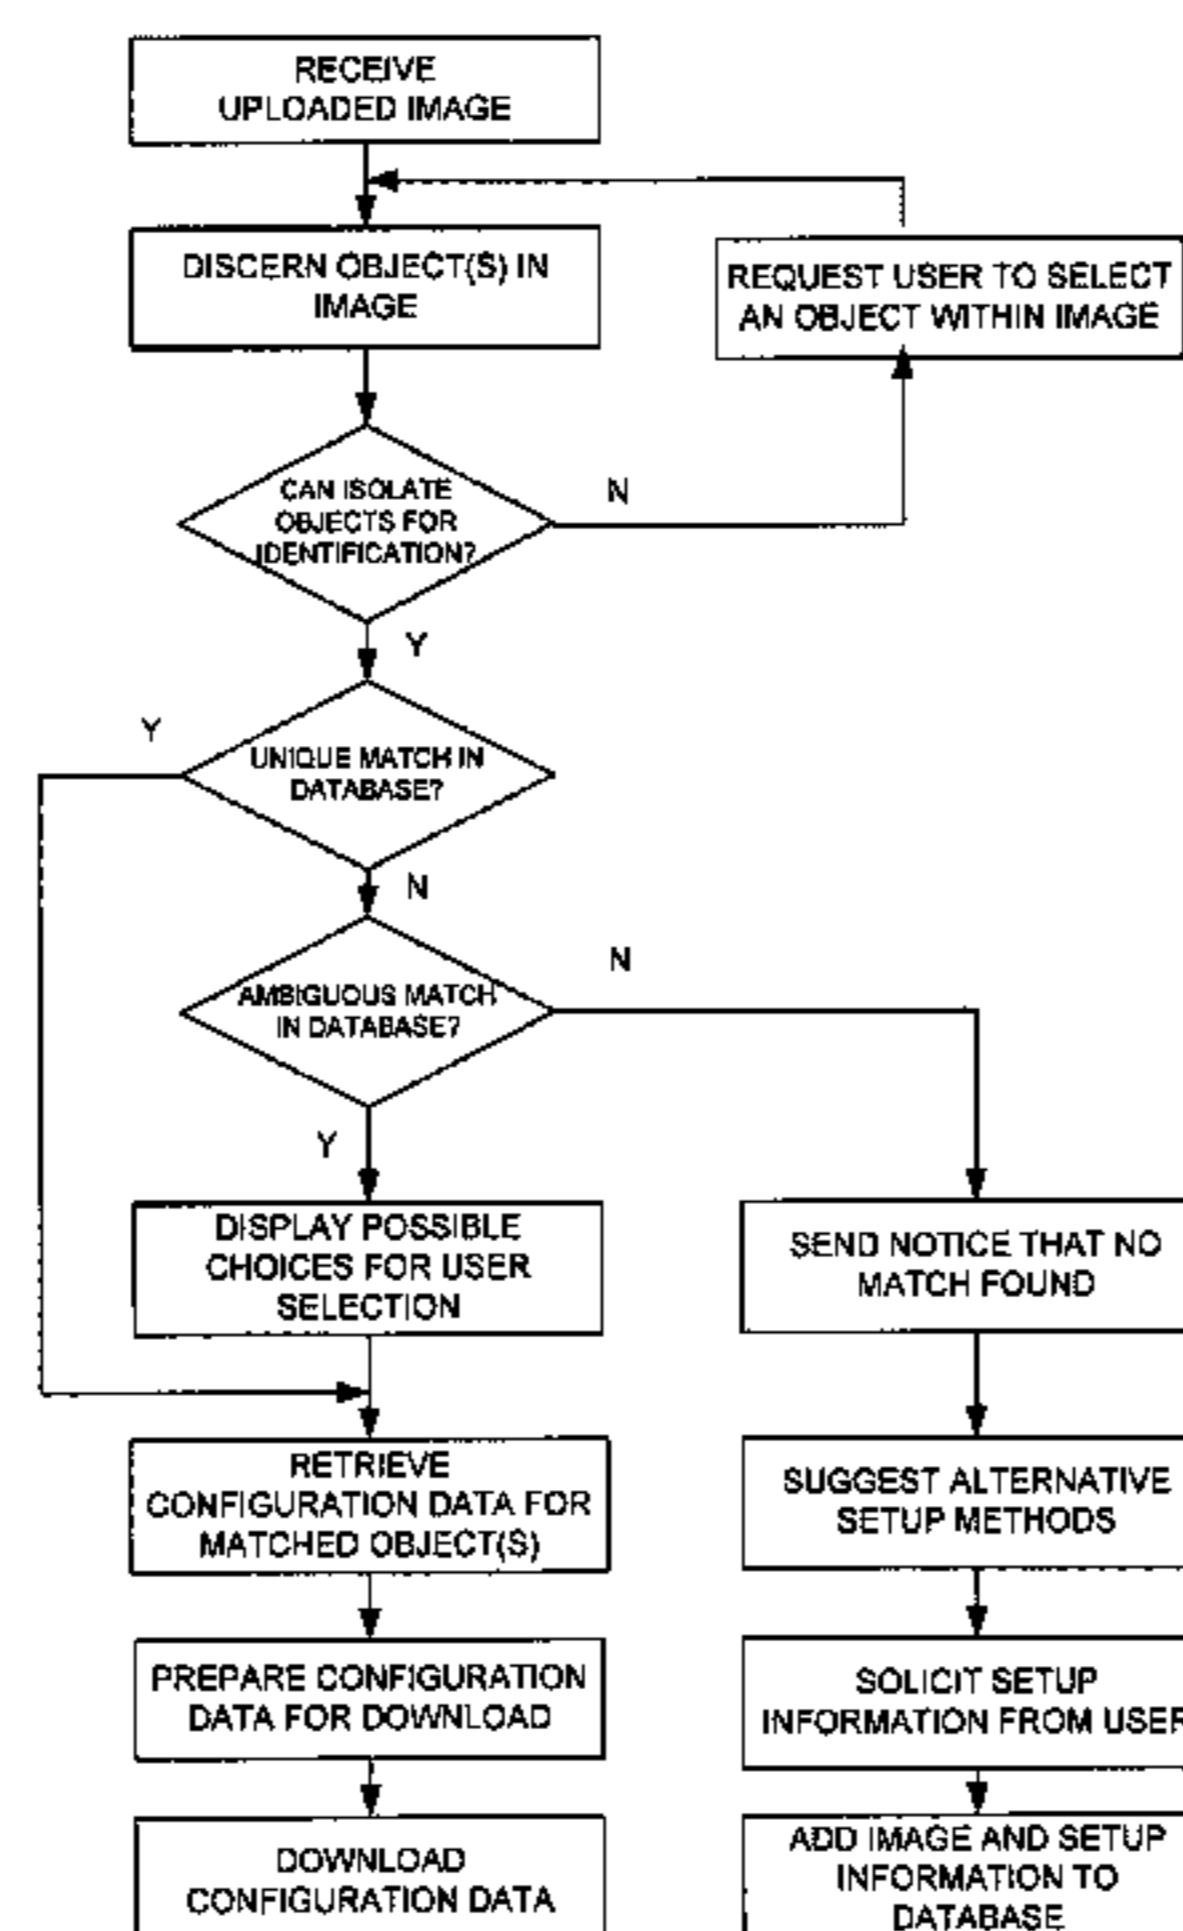 RECEIVE
UPLOADED IMAGE
DISCERN OBJECT(S) IN
IMAGE
REQUEST USER TO SELECT
AN OBJECT WITHIN IMAGE
CAN ISOLATE
OBJECTS FOR
IDENTIFICATION?
N
Y
Y
UNIQUE MATCH IN
DATABASE?
N
AMBIGUOUS MATCH
IN DATABASE?
N
Y
DISPLAY POSSIBLE
CHOICES FOR USER
SELECTION
SEND NOTICE THAT NO
MATCH FOUND
RETRIEVE
CONFIGURATION DATA FOR
MATCHED OBJECT(S)
SUGGEST ALTERNATIVE
SETUP METHODS
PREPARE CONFIGURATION
DATA FOR DOWNLOAD
SOLICIT SETUP
INFORMATION FROM USER
DOWNLOAD
CONFIGURATION DATA
ADD IMAGE AND SETUP
INFORMATION TO
DATABASE